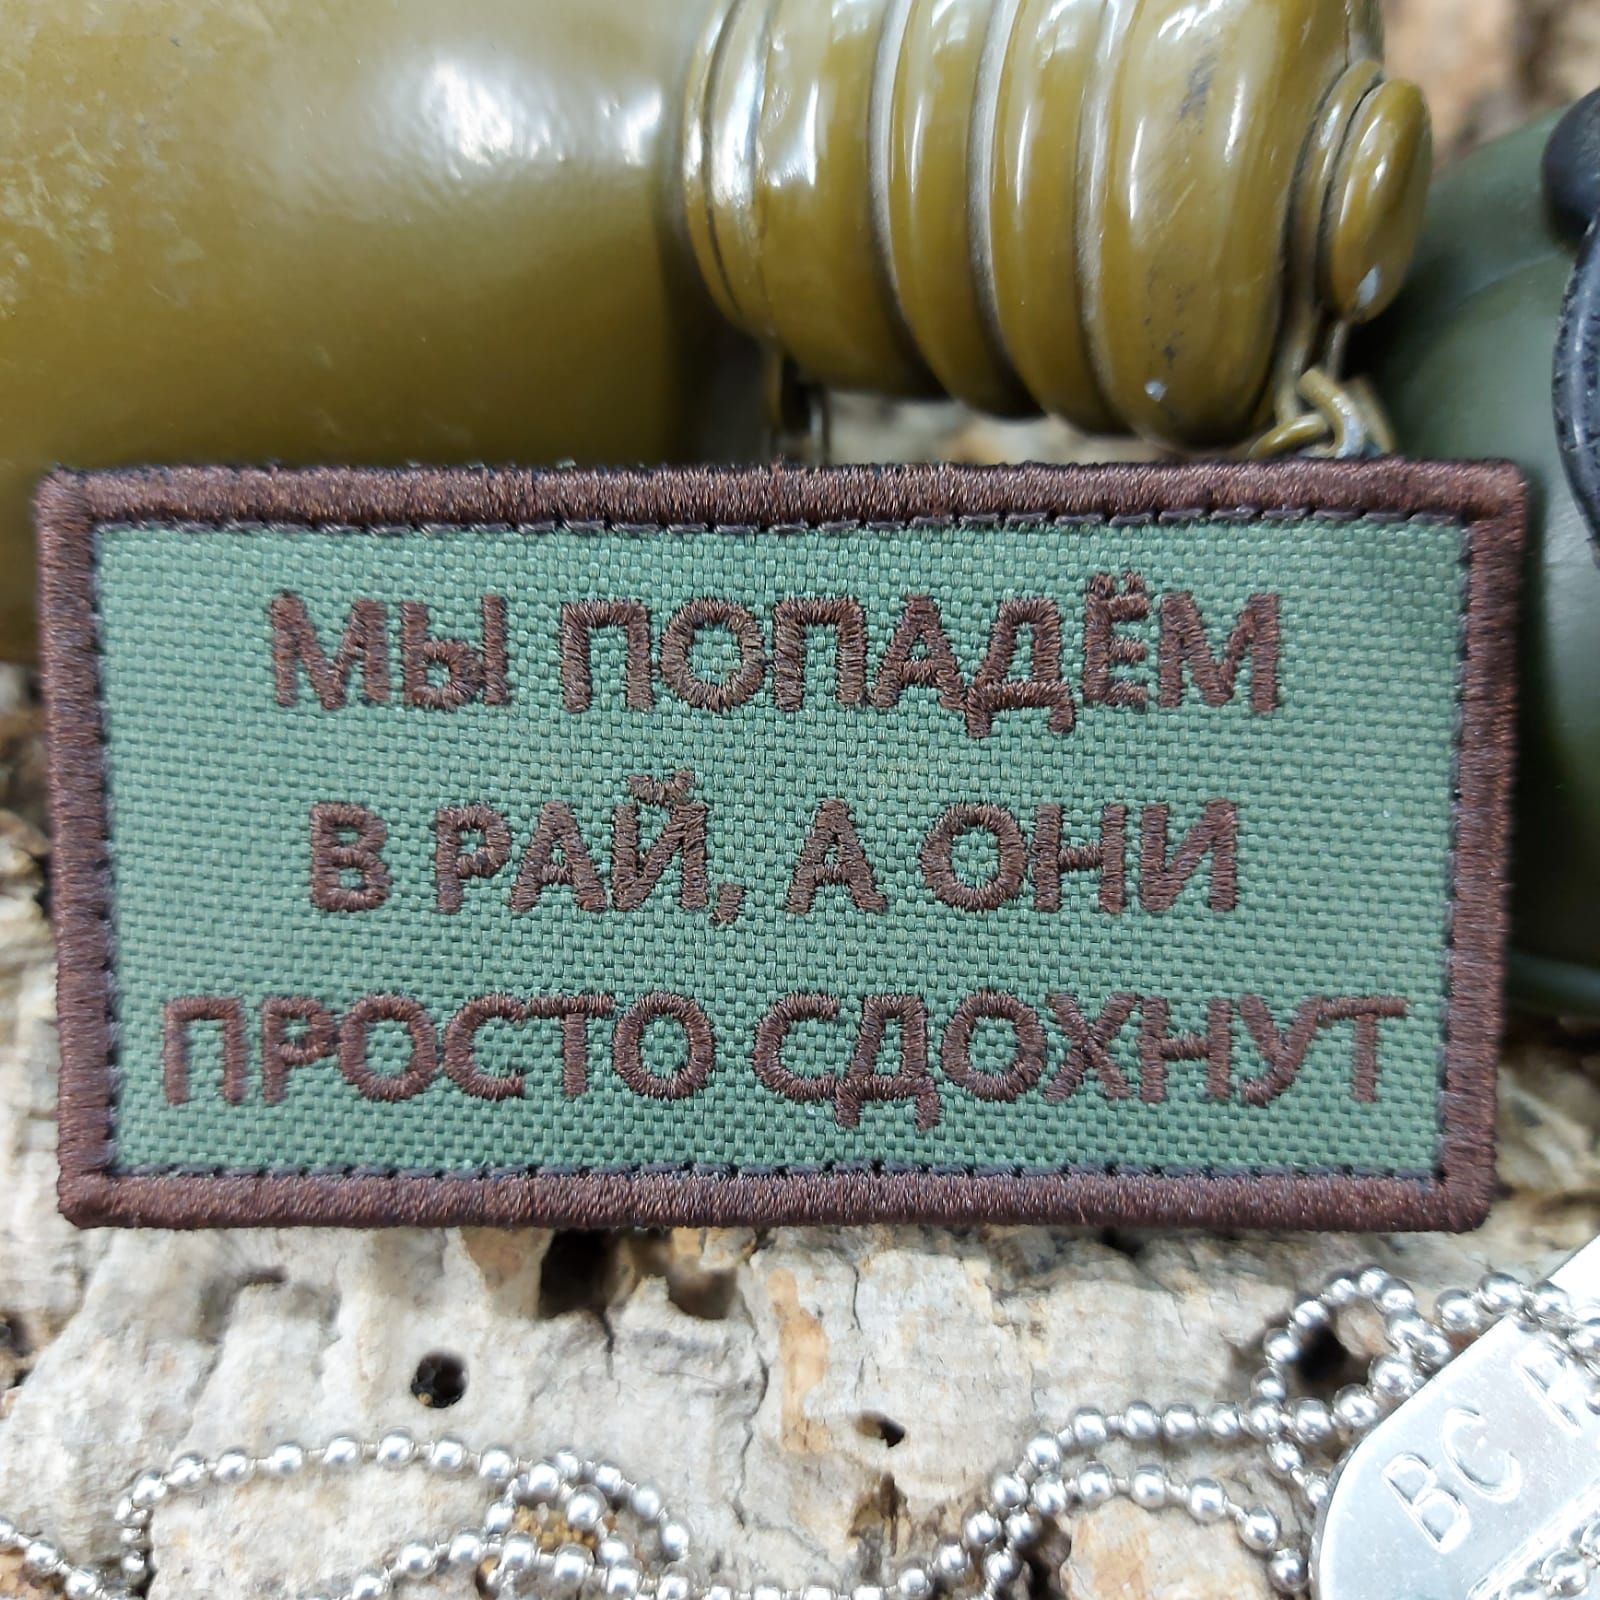 МЫ ПОПАДЁМ
В РАЙ, А ОНИ
ПРОСТО СДОХНУТ
ВС